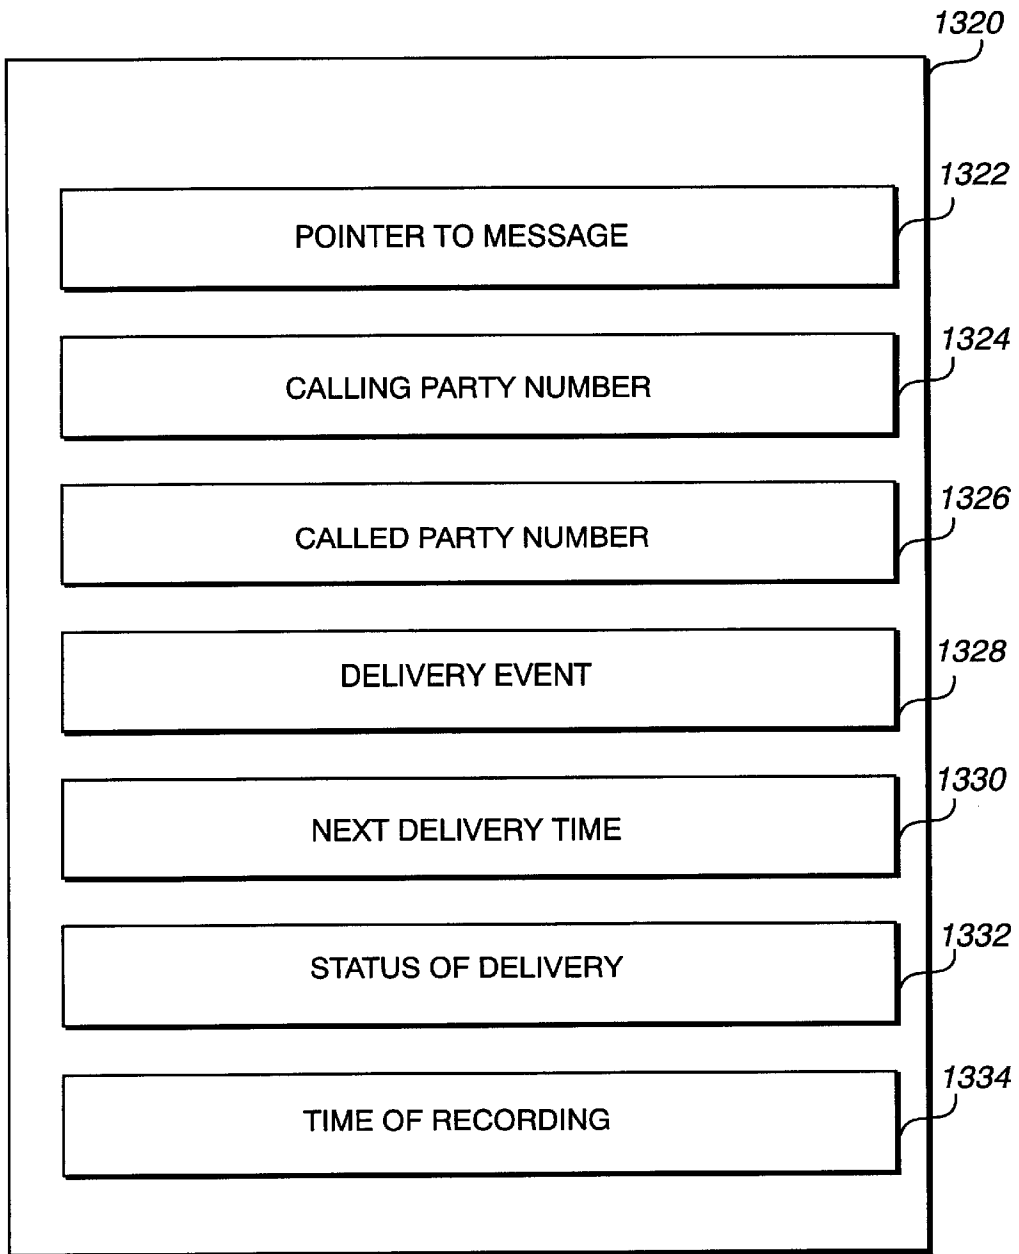 1320
1322
POINTER TO MESSAGE
1324
CALLING PARTY NUMBER
1326
CALLED PARTY NUMBER
1328
DELIVERY EVENT
1330
NEXT DELIVERY TIME
1332
STATUS OF DELIVERY
1334
TIME OF RECORDING